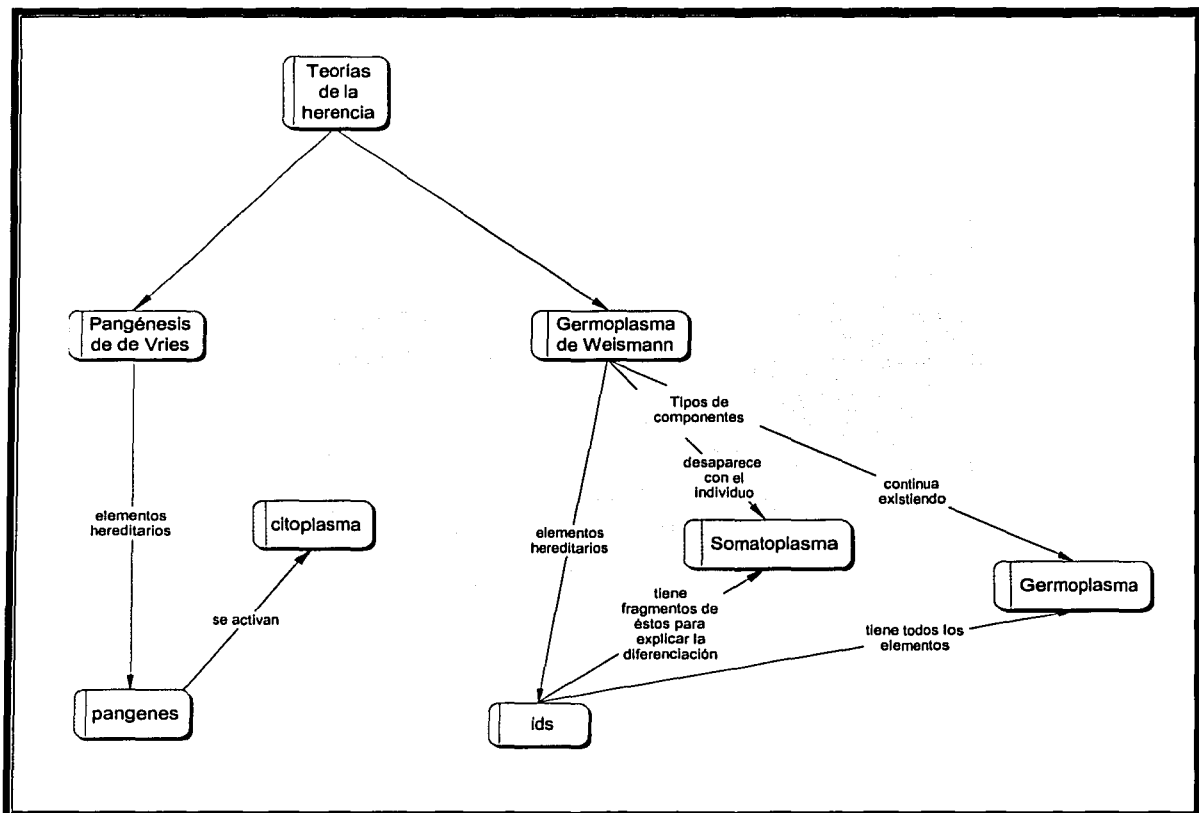 Teorías
de la
herencia
Pangénesis
de de Vries
Germoplasma
de Weismann
Tipos de
componentes
desaparece
con el
individuo
continua
existiendo
elementos
hereditarios
citoplasma
elementos
hereditarios
Somatoplasma
Germoplasma
se activan
tiene
fragmentos de
éstos para
explicar la
diferenciación
tiene todos los
elementos
pangenes
ids